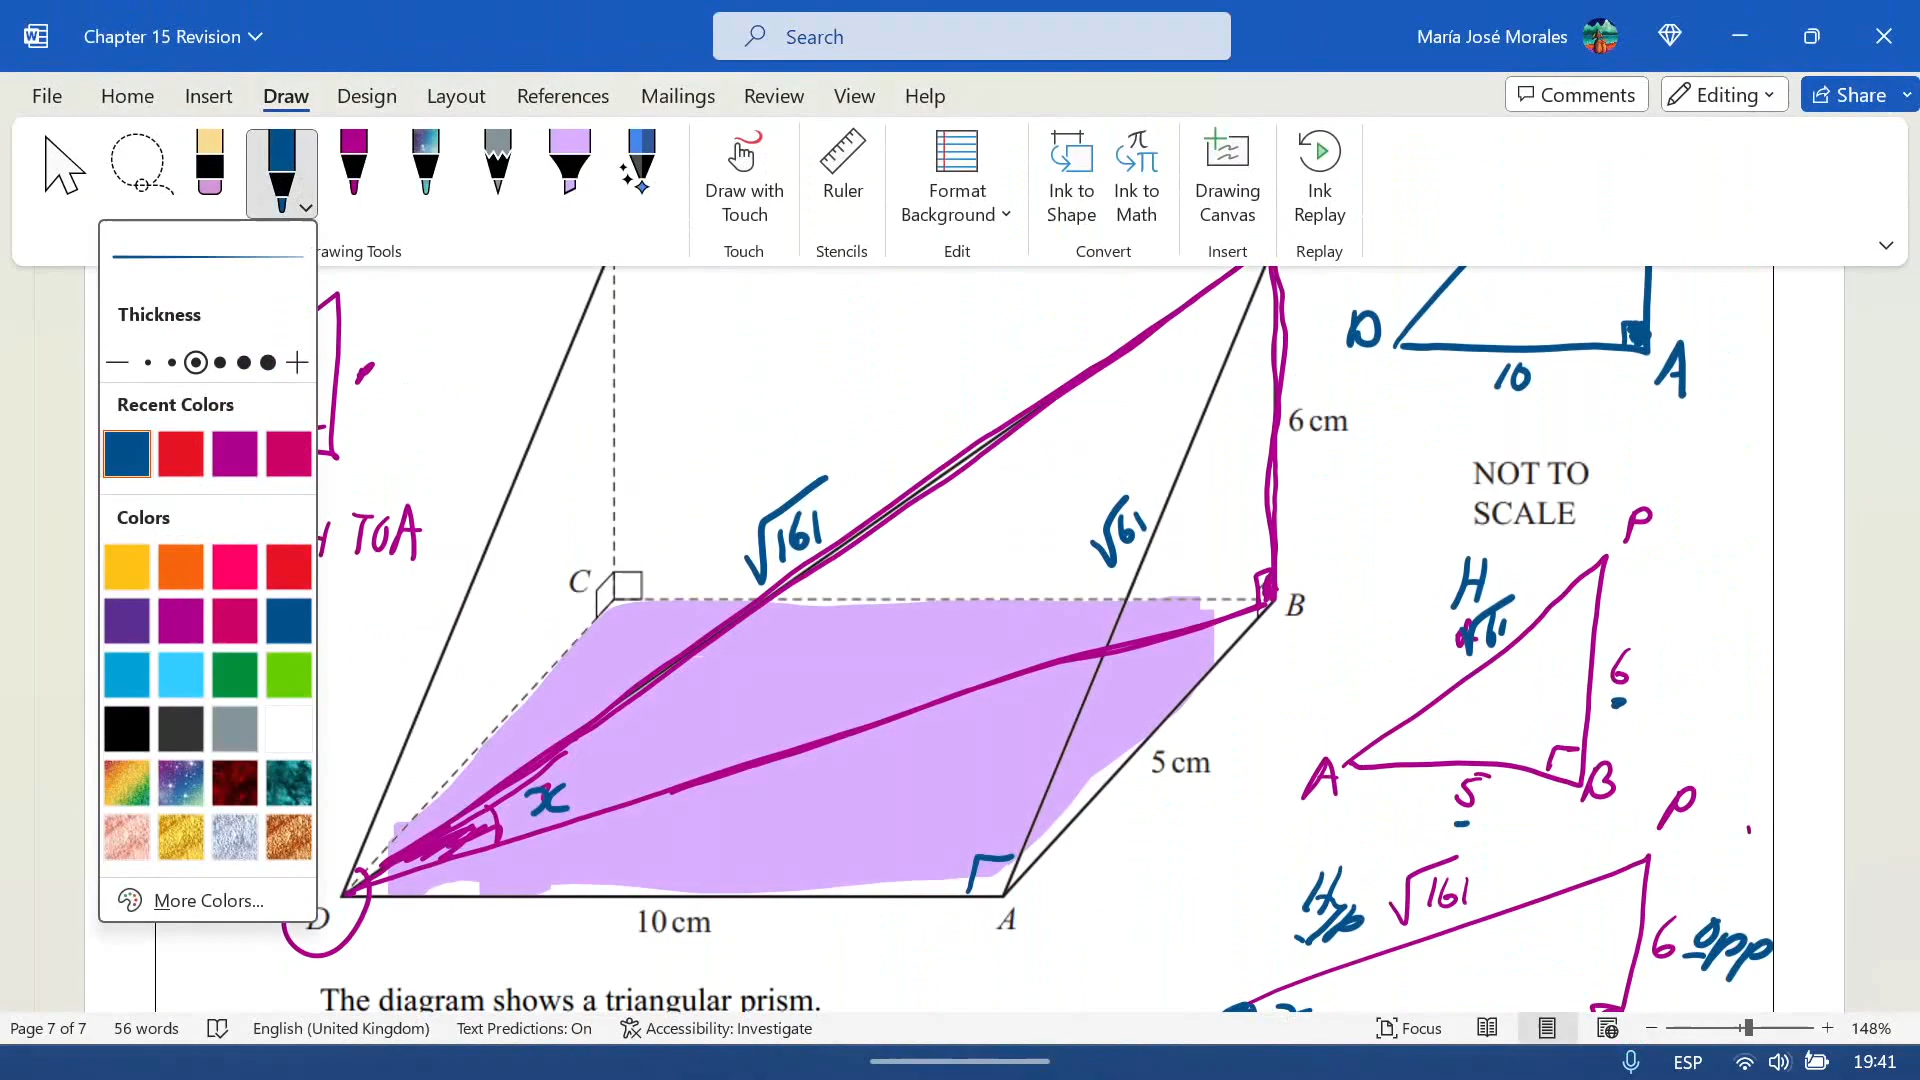 Chapter 15 Revision
Search
María José Morales
File Home Insert Draw Design Layout References Mailings Review View Help
Comments Editing Share
Draw with Touch
Ruler
Format Background
Ink to Shape
Ink to Math
Drawing Canvas
Ink Replay
rawing Tools
Touch
Stencils
Edit
Convert
Insert
Replay
Thickness
Recent Colors
Colors
More Colors...
TOA
D
10
A
6 cm
NOT TO
SCALE
√161
√61
C
B
P
H
√61
6
x
5 cm
A
5
B
P
D
10 cm
A
Hyp
√161
6 opp
The diagram shows a triangular prism.
Page 7 of 7 56 words English (United Kingdom) Text Predictions: On Accessibility: Investigate Focus 148%
ESP 19:41